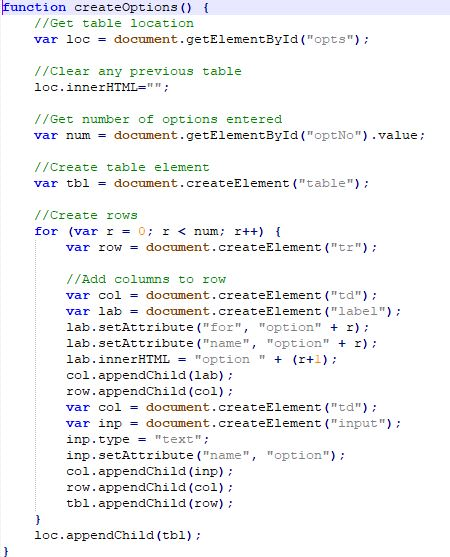 function createOptions() {
//Get table location
var loc = document.getElementById("opts");
//Clear any previous table
loc.innerHTML="";
//Get number of options entered
var num = document.getElementById("optNo").value;
//Create table element
var tbl = document.createElement("table");
//Create rows
for (var r = 0; r < num; r++) {
var row = document.createElement("tr");
//Add columns to row
var col = document.createElement("td");
var lab = document.createElement("label");
lab.setAttribute("for", "option" + r);
lab.setAttribute("name", "option" + r);
lab.innerHTML = "option " + (r+1);
col.appendChild(lab);
row.appendChild(col);
var col = document.createElement("td");
var inp = document.createElement("input");
inp.type = "text";
inp.setAttribute("name", "option");
col.appendChild(inp);
row.appendChild(col);
tbl.appendChild(row);
}
loc.appendChild(tbl);
}